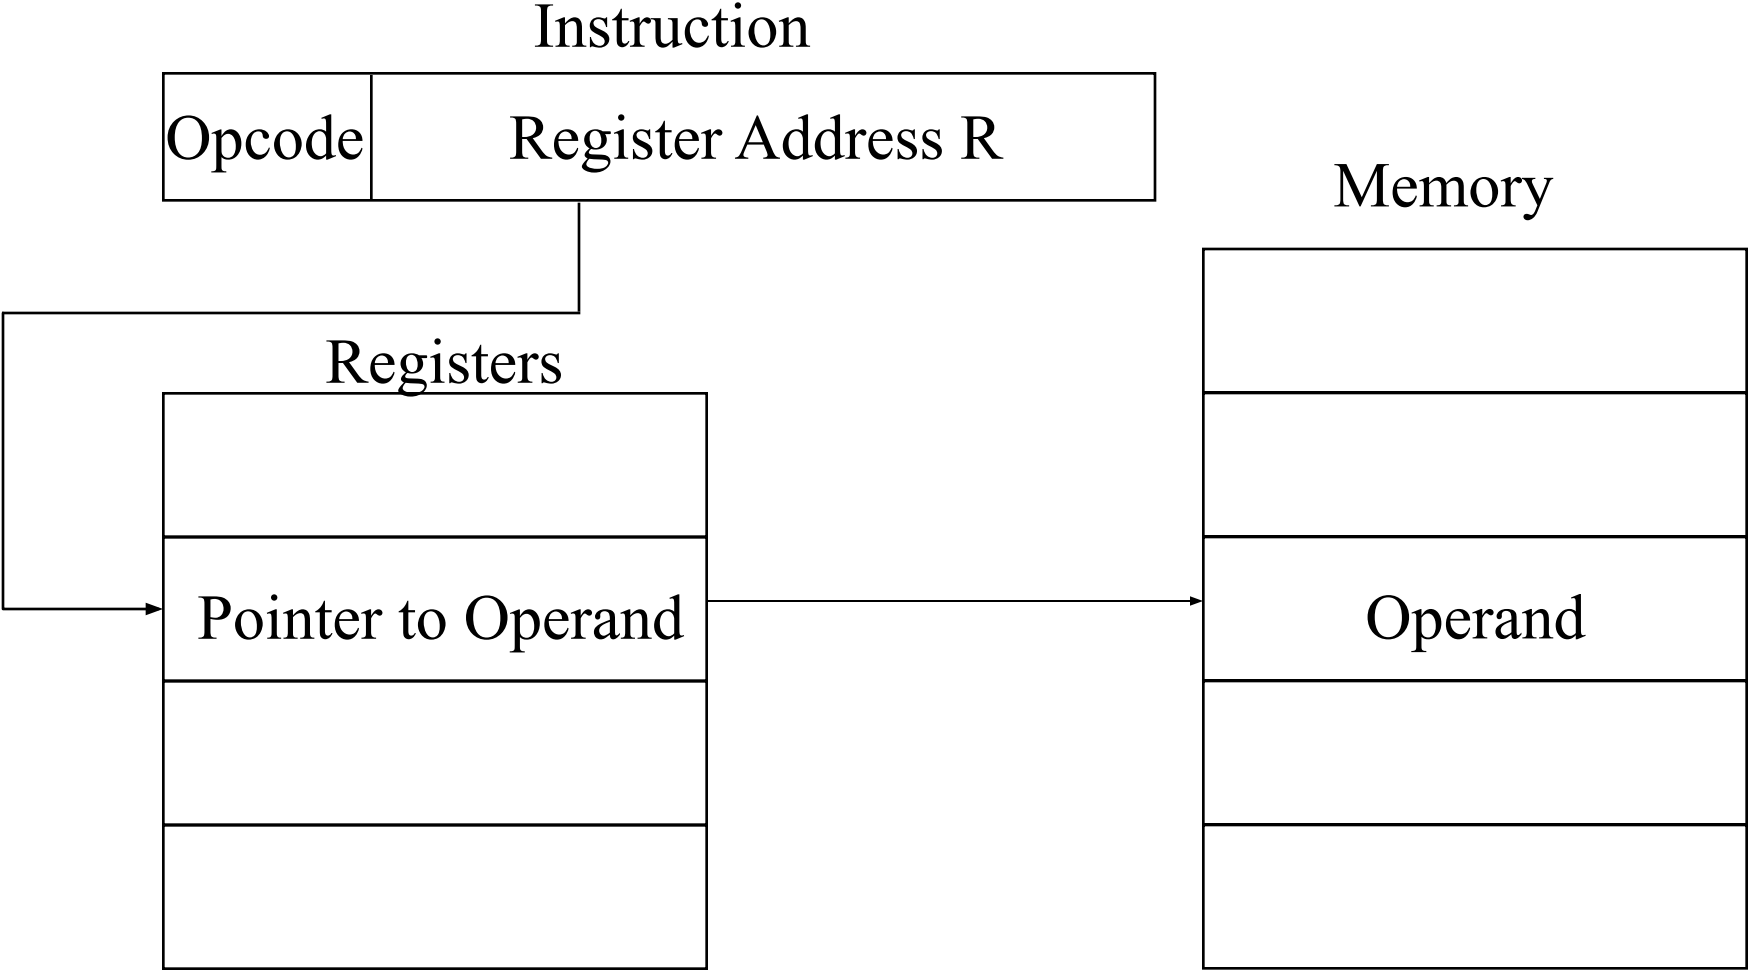 Instruction
Opcode
Register Address R
Memory
Registers
Pointer to Operand
Operand